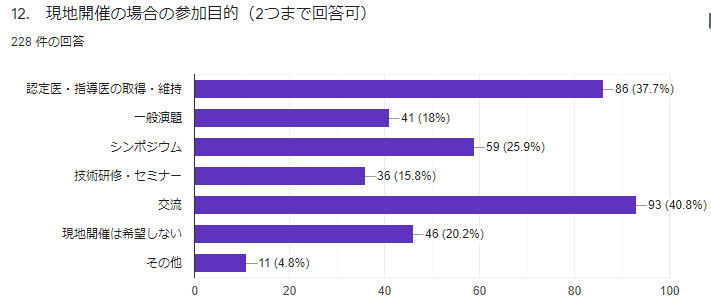 12. 現地開催の場合の参加目的（2つまで回答可）
228 件の回答
認定医・指導医の取得・維持
86 (37.7%)
一般演題
41 (18%)
シンポジウム
59 (25.9%)
技術研修・セミナー
36 (15.8%)
交流
93 (40.8%)
現地開催は希望しない
46 (20.2%)
その他
11 (4.8%)
0 20 40 60 80 100